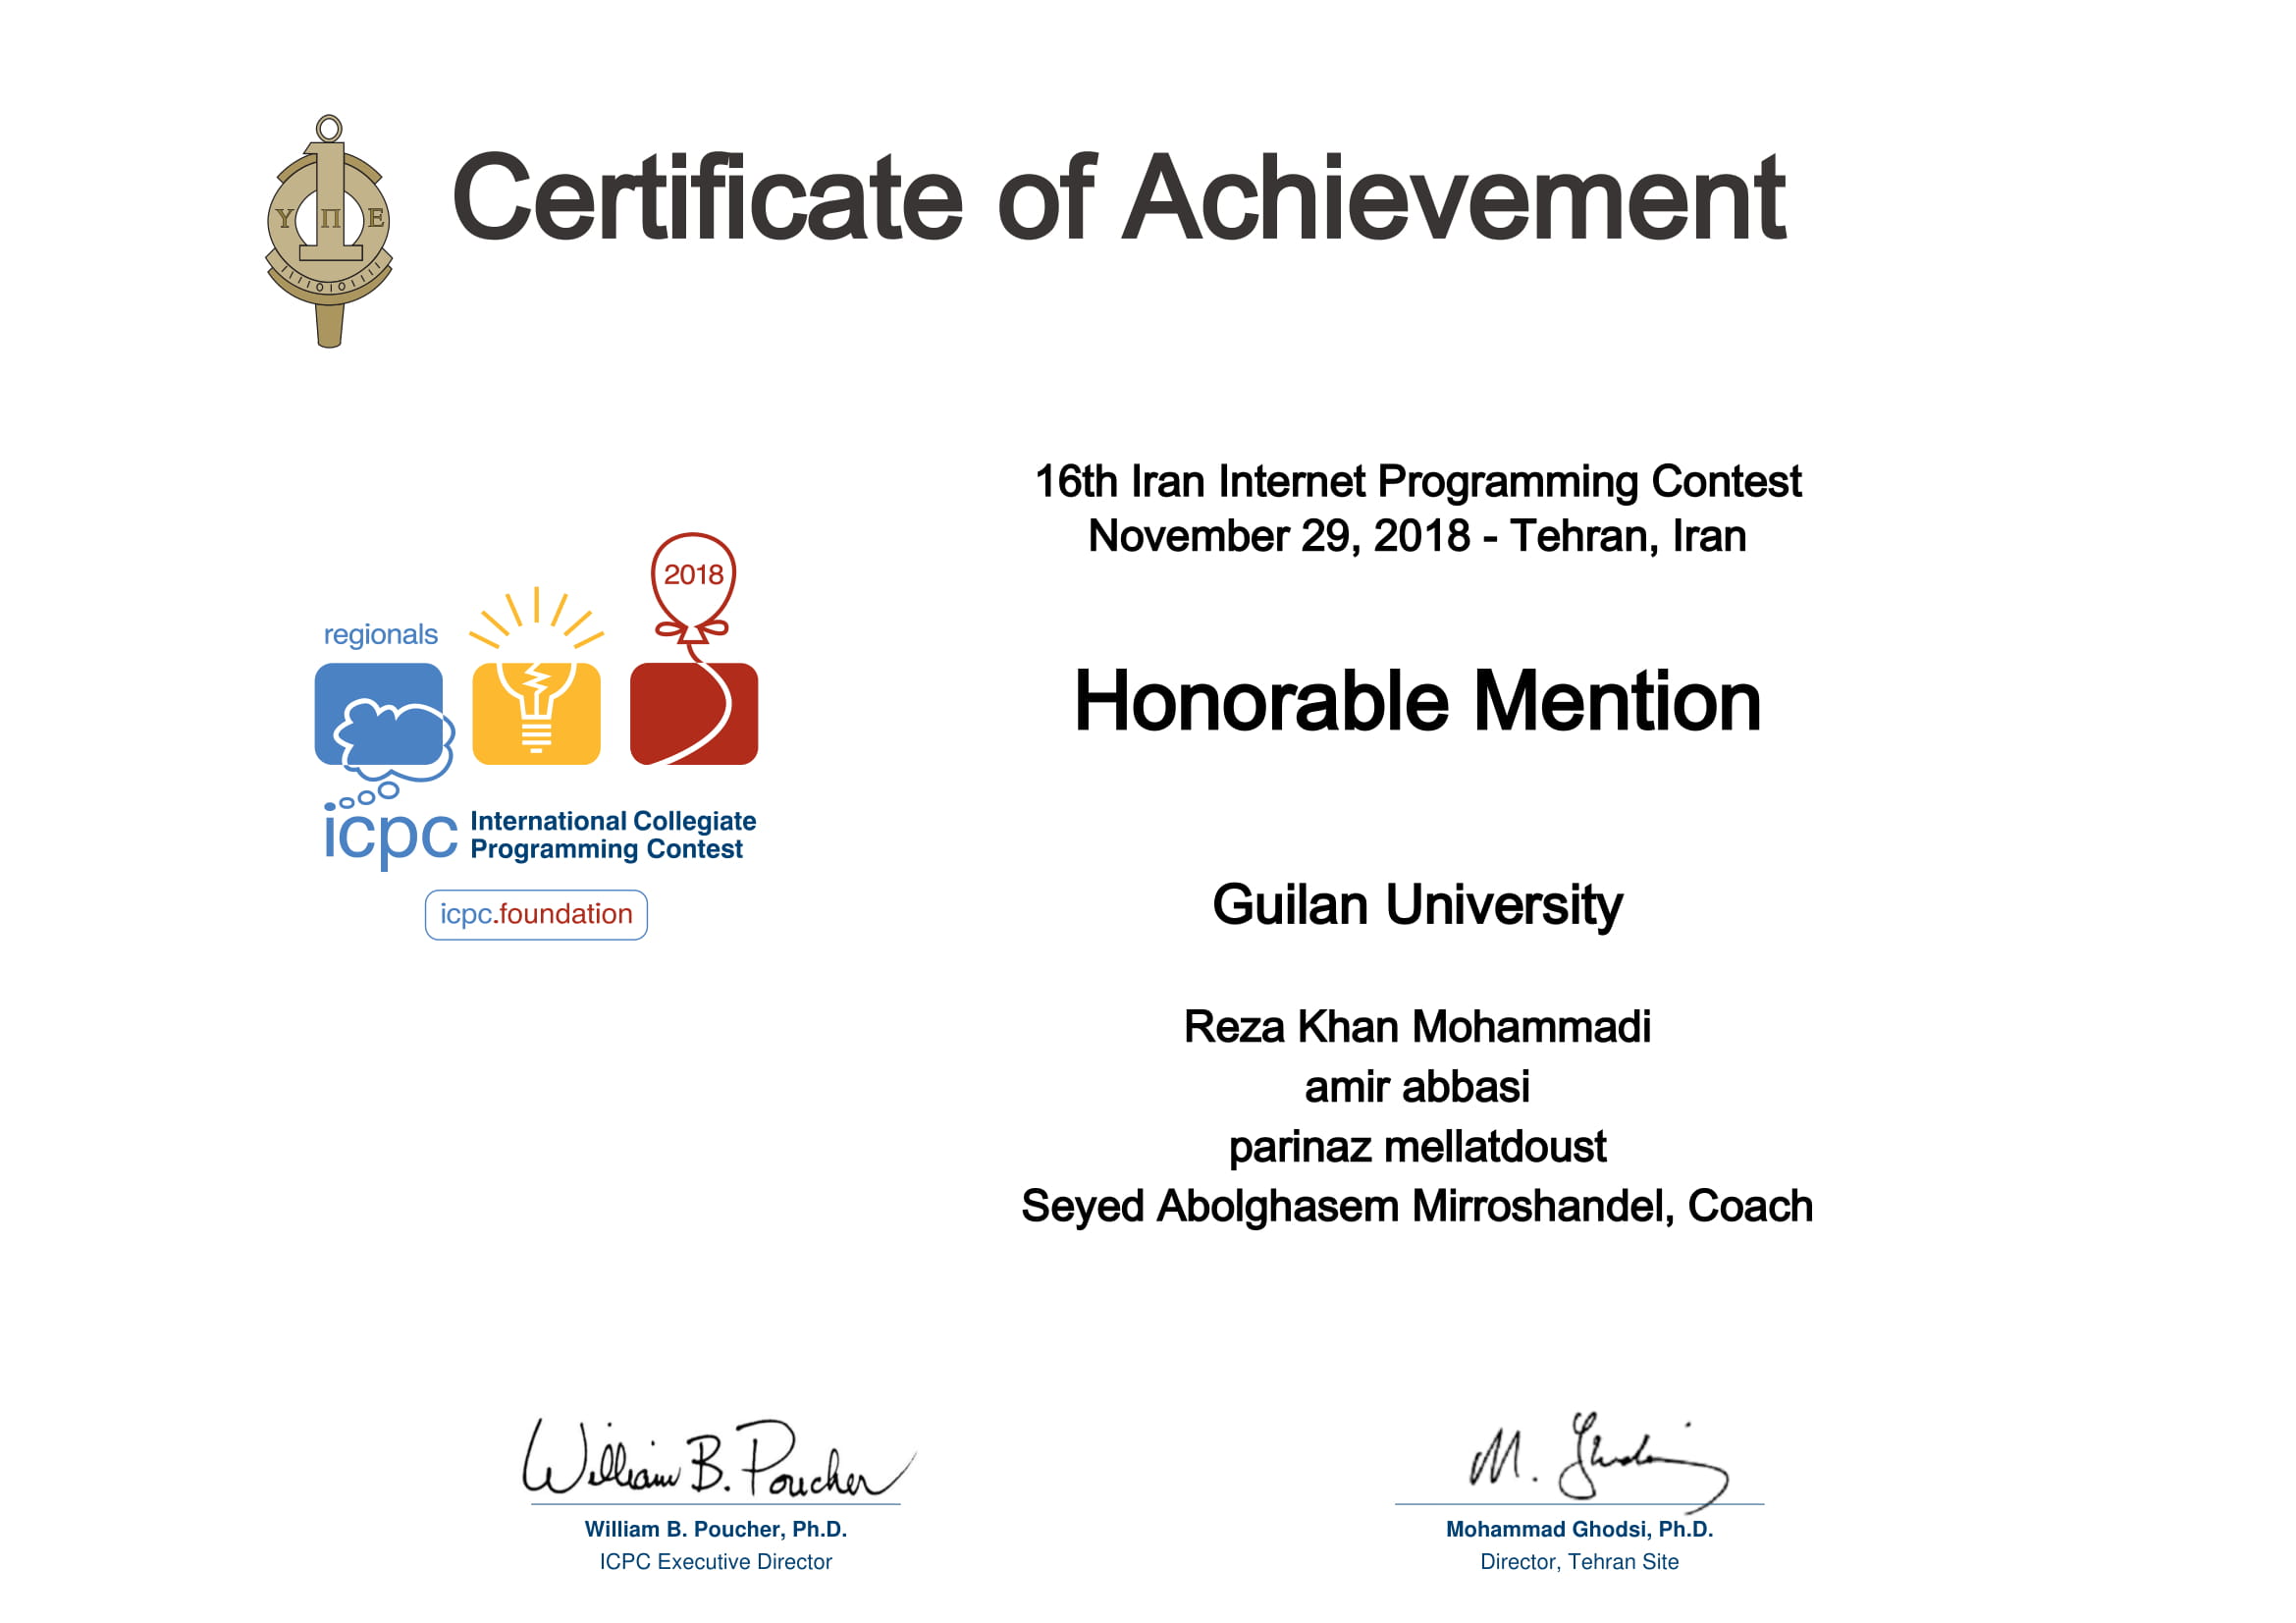 Certificate of Achievement
Υ Π Ε
16th Iran Internet Programming Contest
November 29, 2018 - Tehran, Iran
2018
regionals
Honorable Mention
icpc International Collegiate
Programming Contest
icpc.foundation
Guilan University
Reza Khan Mohammadi
amir abbasi
parinaz mellatdoust
Seyed Abolghasem Mirroshandel, Coach
William B. Poucher
M. Ghodsi
William B. Poucher, Ph.D.
ICPC Executive Director
Mohammad Ghodsi, Ph.D.
Director, Tehran Site